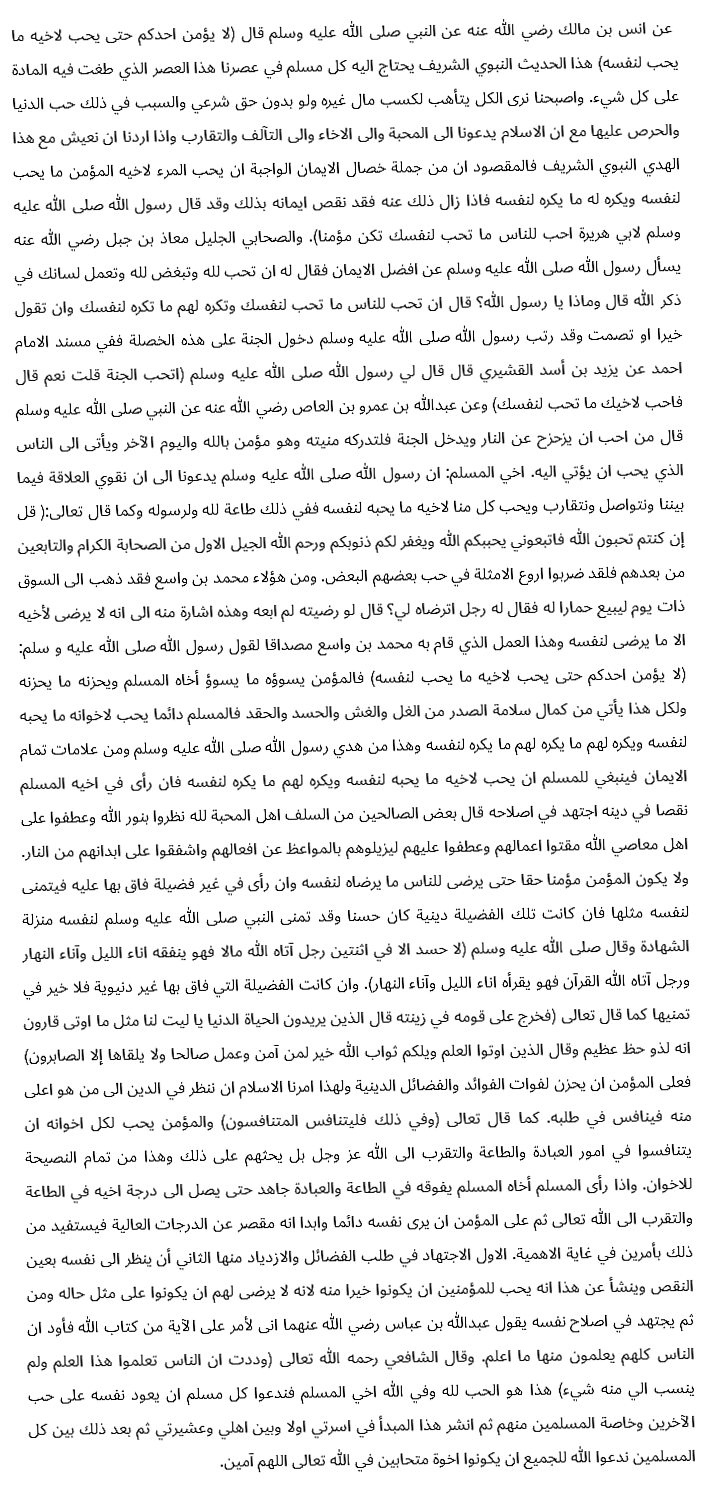 عن انس بن مالك رضي الله عنه عن النبي صلى الله عليه وسلم قال (لا يؤمن احدكم حتى يحب لاخيه ما
يحب لنفسه) هذا الحديث النبوي الشريف يحتاج اليه كل مسلم في عصرنا هذا العصر الذي طغت فيه المادة
على كل شيء. واصبحنا نرى الكل يتأهب لكسب مال غيره ولو بدون حق شرعي والسبب في ذلك حب الدنيا
والحرص عليها مع ان الاسلام يدعونا الى المحبة والى الاخاء والى التآلف والتقارب واذا اردنا ان نعيش مع هذا
الهدي النبوي الشريف فالمقصود ان من جملة خصال الايمان الواجبة ان يحب المرء لاخيه المؤمن ما يحب
لنفسه ويكره له ما يكره لنفسه فاذا زال ذلك عنه فقد نقص ايمانه بذلك وقد قال رسول الله صلى الله عليه
وسلم لابي هريرة احب للناس ما تحب لنفسك تكن مؤمنا). والصحابي الجليل معاذ بن جبل رضي الله عنه
يسأل رسول الله صلى الله عليه وسلم عن افضل الايمان فقال له ان تحب لله وتبغض لله وتعمل لسانك في
ذكر الله قال وماذا يا رسول الله؟ قال ان تحب للناس ما تحب لنفسك وتكره لهم ما تكره لنفسك وان تقول
خيرا او تصمت وقد رتب رسول الله صلى الله عليه وسلم دخول الجنة على هذه الخصلة ففي مسند الامام
احمد عن يزيد بن أسد القشيري قال قال لي رسول الله صلى الله عليه وسلم (اتحب الجنة قلت نعم قال
فاحب لاخيك ما تحب لنفسك) وعن عبدالله بن عمرو بن العاص رضي الله عنه عن النبي صلى الله عليه وسلم
قال من احب ان يزحزح عن النار ويدخل الجنة فلتدركه منيته وهو مؤمن بالله واليوم الآخر ويأتى الى الناس
الذي يحب ان يؤتي اليه. اخي المسلم: ان رسول الله صلى الله عليه وسلم يدعونا الى ان نقوي العلاقة فيما
بيننا ونتواصل ونتقارب ويحب كل منا لاخيه ما يحبه لنفسه ففي ذلك طاعة لله ولرسوله وكما قال تعالى:( قل
إن كنتم تحبون الله فاتبعوني يحببكم الله ويغفر لكم ذنوبكم ورحم الله الجيل الاول من الصحابة الكرام والتابعين
من بعدهم فلقد ضربوا اروع الامثلة في حب بعضهم البعض. ومن هؤلاء محمد بن واسع فقد ذهب الى السوق
ذات يوم ليبيع حمارا له فقال له رجل اترضاه لي؟ قال لو رضيته لم ابعه وهذه اشارة منه الى انه لا يرضى لأخيه
الا ما يرضى لنفسه وهذا العمل الذي قام به محمد بن واسع مصداقا لقول رسول الله صلى الله عليه و سلم:
(لا يؤمن احدكم حتى يحب لاخيه ما يحب لنفسه) فالمؤمن يسوؤه ما يسوؤ أخاه المسلم ويحزنه ما يحزنه
ولكل هذا يأتي من كمال سلامة الصدر من الغل والغش والحسد والحقد فالمسلم دائما يحب لاخوانه ما يحبه
لنفسه ويكره لهم ما يكره لهم ما يكره لنفسه وهذا من هدي رسول الله صلى الله عليه وسلم ومن علامات تمام
الايمان فينبغي للمسلم ان يحب لاخيه ما يحبه لنفسه ويكره لهم ما يكره لنفسه فان رأى في اخيه المسلم
نقصا في دينه اجتهد في اصلاحه قال بعض الصالحين من السلف اهل المحبة لله نظروا بنور الله وعطفوا على
اهل معاصي الله مقتوا اعمالهم وعطفوا عليهم ليزيلوهم بالمواعظ عن افعالهم واشفقوا على ابدانهم من النار.
ولا يكون المؤمن مؤمنا حقا حتى يرضى للناس ما يرضاه لنفسه وان رأى في غير فضيلة فاق بها عليه فيتمنى
لنفسه مثلها فان كانت تلك الفضيلة دينية كان حسنا وقد تمنى النبي صلى الله عليه وسلم لنفسه منزلة
الشهادة وقال صلى الله عليه وسلم (لا حسد الا في اثنتين رجل آتاه الله مالا فهو ينفقه اناء الليل وآناء النهار
ورجل آتاه الله القرآن فهو يقرأه اناء الليل وآناء النهار). وان كانت الفضيلة التي فاق بها غير دنيوية فلا خير في
تمنيها كما قال تعالى (فخرج على قومه في زينته قال الذين يريدون الحياة الدنيا يا ليت لنا مثل ما اوتى قارون
انه لذو حظ عظيم وقال الذين اوتوا العلم ويلكم ثواب الله خير لمن آمن وعمل صالحا ولا يلقاها إلا الصابرون)
فعلى المؤمن ان يحزن لفوات الفوائد والفضائل الدينية ولهذا امرنا الاسلام ان ننظر في الدين الى من هو اعلى
منه فينافس في طلبه. كما قال تعالى (وفي ذلك فليتنافس المتنافسون) والمؤمن يحب لكل اخوانه ان
يتنافسوا في امور العبادة والطاعة والتقرب الى الله عز وجل بل يحثهم على ذلك وهذا من تمام النصيحة
للاخوان. واذا رأى المسلم أخاه المسلم يفوقه في الطاعة والعبادة جاهد حتى يصل الى درجة اخيه في الطاعة
والتقرب الى الله تعالى ثم على المؤمن ان يرى نفسه دائما وابدا انه مقصر عن الدرجات العالية فيستفيد من
ذلك بأمرين في غاية الاهمية. الاول الاجتهاد في طلب الفضائل والازدياد منها الثاني أن ينظر الى نفسه بعين
النقص وينشأ عن هذا انه يحب للمؤمنين ان يكونوا خيرا منه لانه لا يرضى لهم ان يكونوا على مثل حاله ومن
ثم يجتهد في اصلاح نفسه يقول عبدالله بن عباس رضي الله عنهما انى لأمر على الآية من كتاب الله فأود ان
الناس كلهم يعلمون منها ما اعلم. وقال الشافعي رحمه الله تعالى (وددت ان الناس تعلموا هذا العلم ولم
ينسب الي منه شيء) هذا هو الحب لله وفي الله اخي المسلم فندعوا كل مسلم ان يعود نفسه على حب
الآخرين وخاصة المسلمين منهم ثم انشر هذا المبدأ في اسرتي اولا وبين اهلي وعشيرتي ثم بعد ذلك بين كل
المسلمين ندعوا الله للجميع ان يكونوا اخوة متحابين في الله تعالى اللهم آمين.